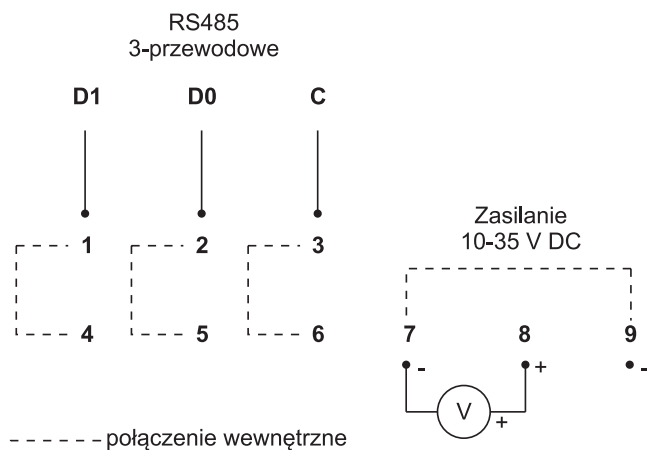 RS485
3-przewodowe
D1 D0 C
1 2 3
4 5 6
Zasilanie
10-35 V DC
7 8 9
- + -
V +
połączenie wewnętrzne